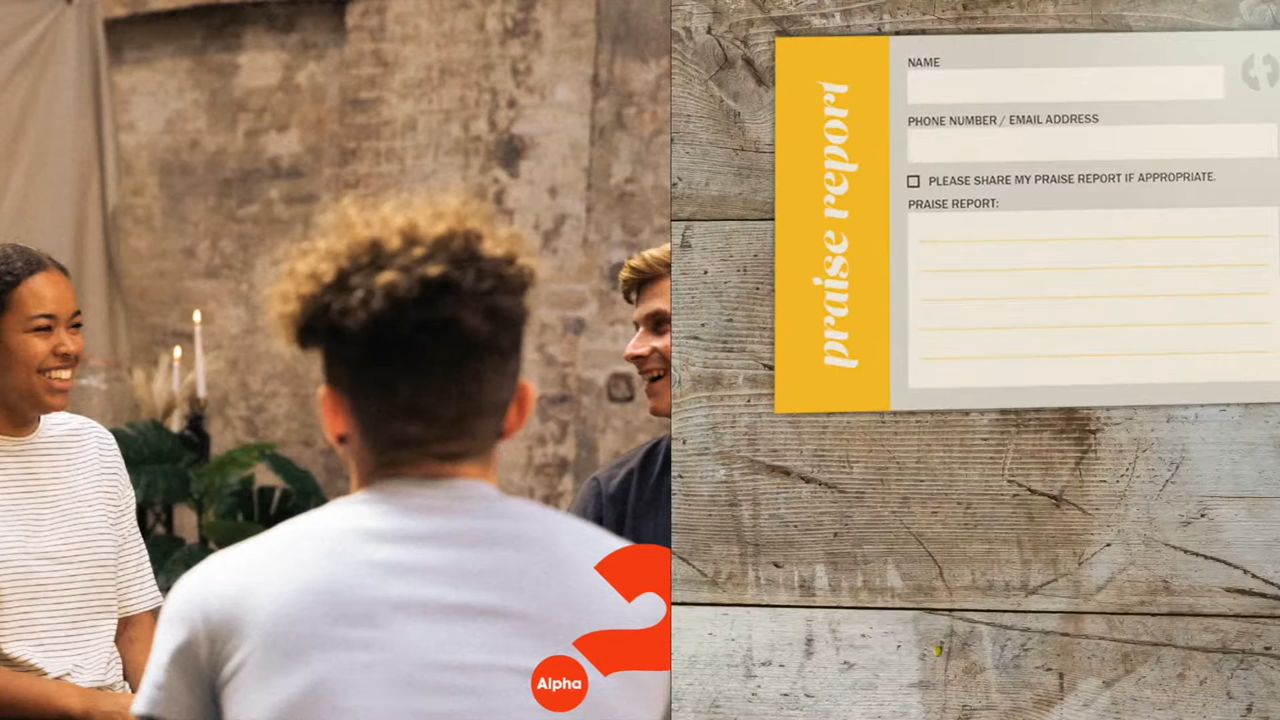 Alpha
praise report
NAME
PHONE NUMBER / EMAIL ADDRESS
PLEASE SHARE MY PRAISE REPORT IF APPROPRIATE.
PRAISE REPORT: